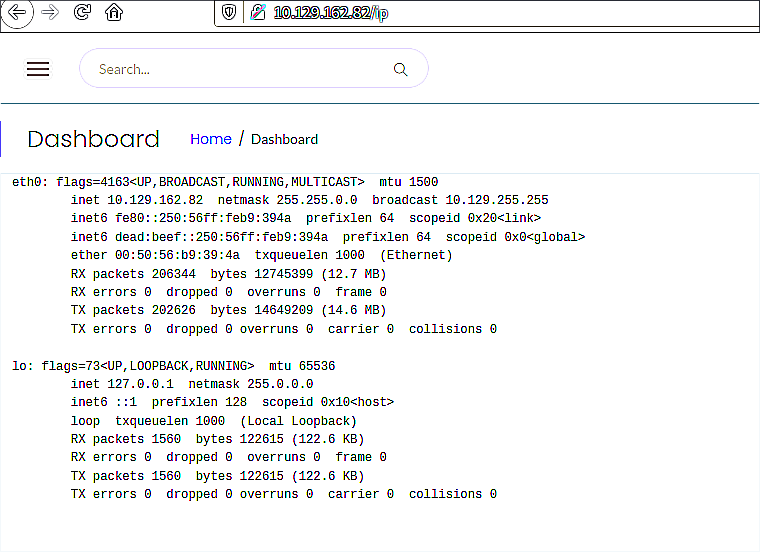 10.129.162.82/ip
Search...
Dashboard Home / Dashboard
eth0: flags=4163<UP,BROADCAST,RUNNING,MULTICAST>  mtu 1500
        inet 10.129.162.82  netmask 255.255.0.0  broadcast 10.129.255.255
        inet6 fe80::250:56ff:feb9:394a  prefixlen 64  scopeid 0x20<link>
        inet6 dead:beef::250:56ff:feb9:394a  prefixlen 64  scopeid 0x0<global>
        ether 00:50:56:b9:39:4a  txqueuelen 1000  (Ethernet)
        RX packets 206344  bytes 12745399 (12.7 MB)
        RX errors 0  dropped 0  overruns 0  frame 0
        TX packets 202626  bytes 14649209 (14.6 MB)
        TX errors 0  dropped 0 overruns 0  carrier 0  collisions 0
lo: flags=73<UP,LOOPBACK,RUNNING>  mtu 65536
        inet 127.0.0.1  netmask 255.0.0.0
        inet6 ::1  prefixlen 128  scopeid 0x10<host>
        loop  txqueuelen 1000  (Local Loopback)
        RX packets 1560  bytes 122615 (122.6 KB)
        RX errors 0  dropped 0  overruns 0  frame 0
        TX packets 1560  bytes 122615 (122.6 KB)
        TX errors 0  dropped 0 overruns 0  carrier 0  collisions 0